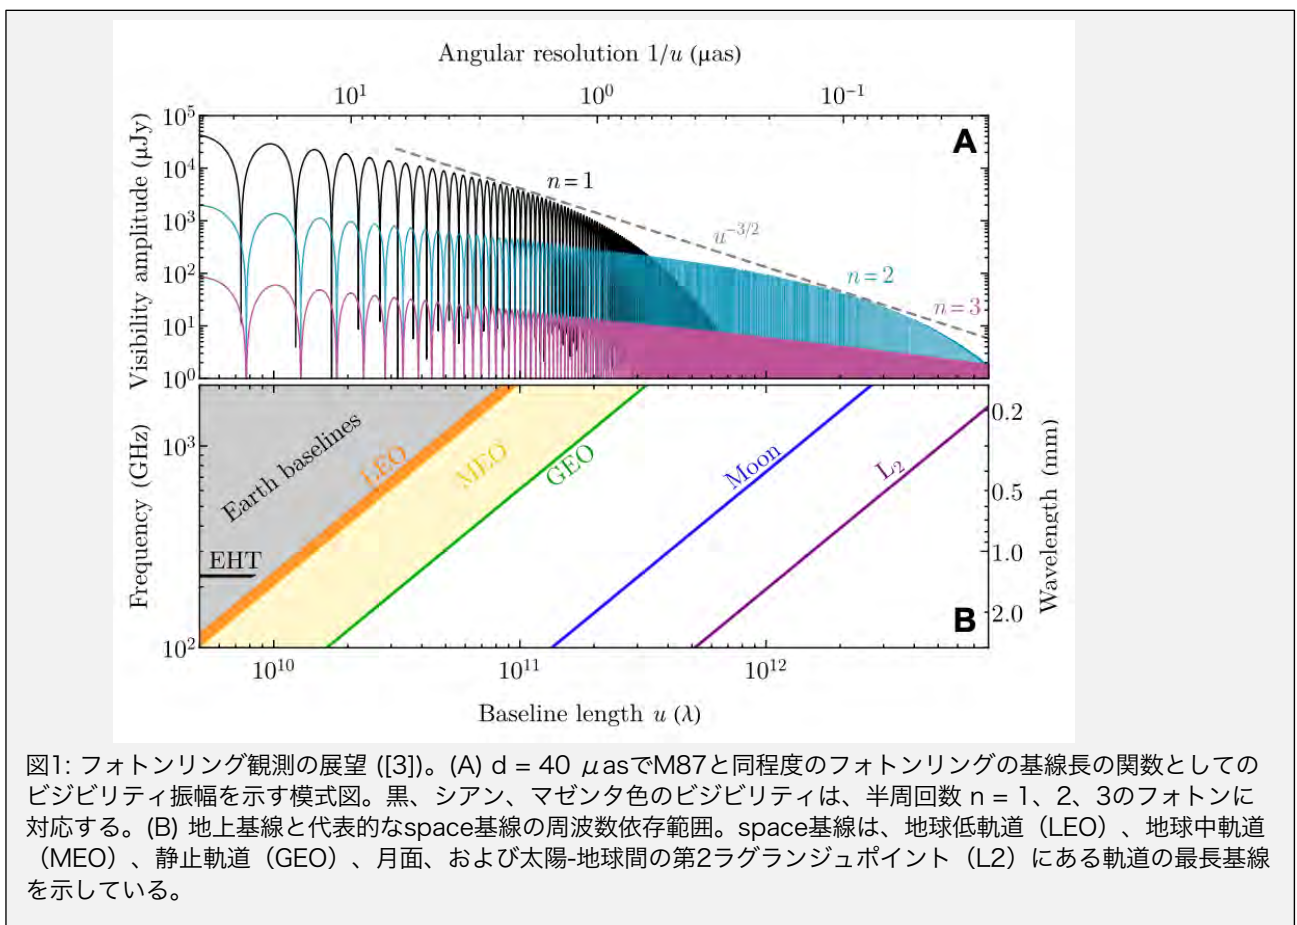 Angular resolution 1/u (μas)
10¹ 10⁰ 10⁻¹
A
Visibility amplitude (μJy)
10⁵
10⁴
10³
10²
10¹
10⁰
n = 1
u⁻³/²
n = 2
n = 3
Frequency (GHz)
10³
10²
Earth baselines
EHT
LEO
MEO
GEO
Moon
L₂
B
0.2
0.5
1.0
2.0
Wavelength (mm)
10¹⁰ 10¹¹ 10¹²
Baseline length u (λ)
図1: フォトンリング観測の展望 ([3])。(A) d = 40 μasでM87と同程度のフォトンリングの基線長の関数としての
ビジビリティ振幅を示す模式図。黒、シアン、マゼンタ色のビジビリティは、半周回数 n = 1、2、3のフォトンに
対応する。(B) 地上基線と代表的なspace基線の周波数依存範囲。space基線は、地球低軌道（LEO）、地球中軌道
（MEO）、静止軌道（GEO）、月面、および太陽-地球間の第2ラグランジュポイント（L2）にある軌道の最長基線
を示している。